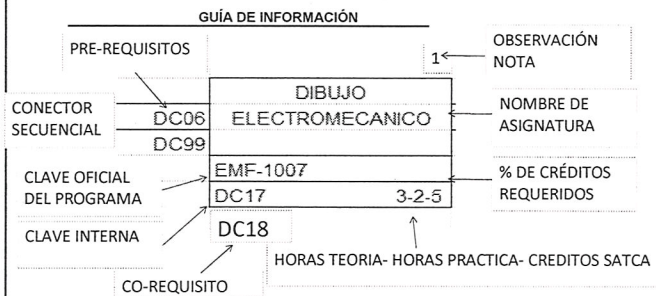 GUÍA DE INFORMACIÓN
PRE-REQUISITOS
OBSERVACIÓN
NOTA
1
CONECTOR
SECUENCIAL
DC06
DC99
DIBUJO
ELECTROMECANICO
NOMBRE DE
ASIGNATURA
CLAVE OFICIAL
DEL PROGRAMA
EMF-1007
% DE CRÉDITOS
REQUERIDOS
DC17 3-2-5
CLAVE INTERNA
DC18
HORAS TEORIA- HORAS PRACTICA- CREDITOS SATCA
CO-REQUISITO